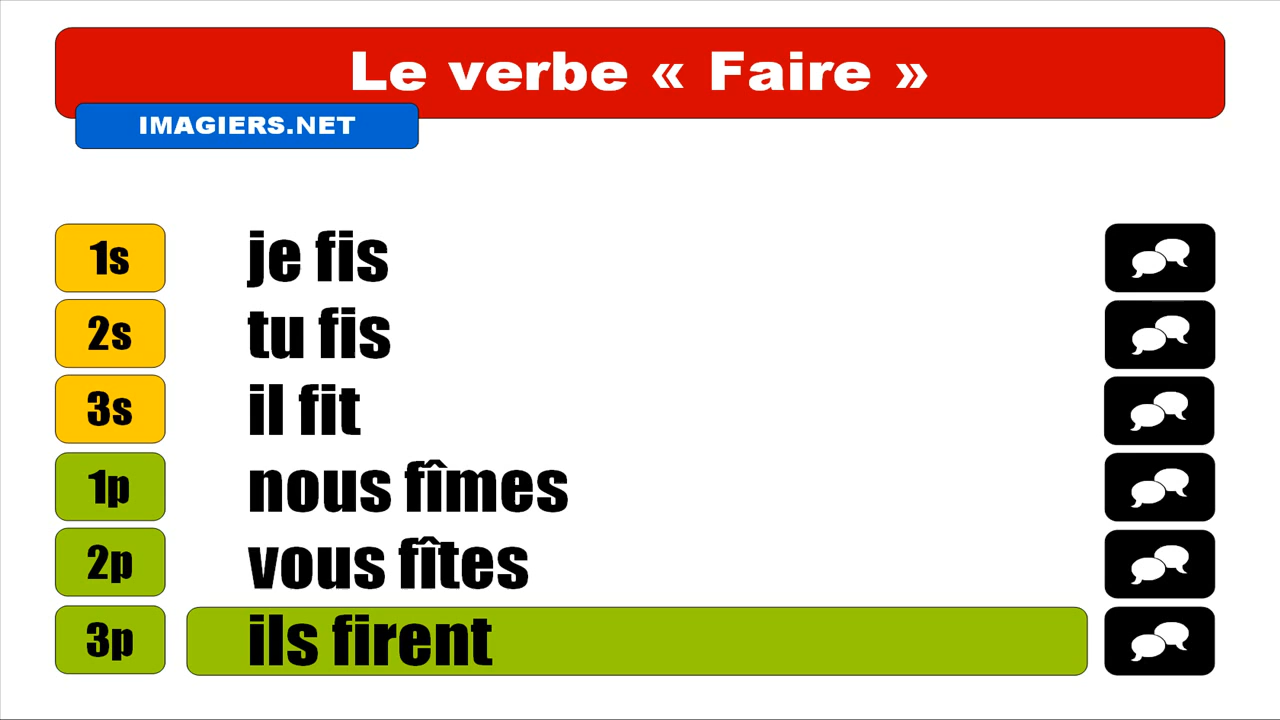 Le verbe « Faire »
IMAGIERS.NET
1s je fis
2s tu fis
3s il fit
1p nous fîmes
2p vous fîtes
3p ils firent